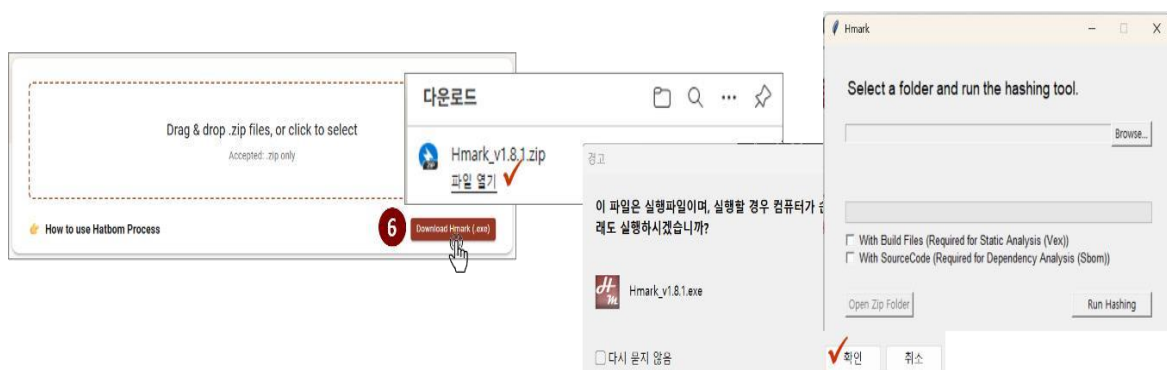 Drag & drop .zip files, or click to select
Accepted: .zip only
How to use Hatbom Process
6
Download Hmark (.exe)
다운로드
Hmark_v1.8.1.zip
파일 열기
경고
이 파일은 실행파일이며, 실행할 경우 컴퓨터가
래도 실행하시겠습니까?
Hm
Hmark_v1.8.1.exe
다시 묻지 않음
확인
취소
Hmark
Select a folder and run the hashing tool.
Browse...
With Build Files (Required for Static Analysis (Vex))
With SourceCode (Required for Dependency Analysis (Sbom))
Open Zip Folder
Run Hashing